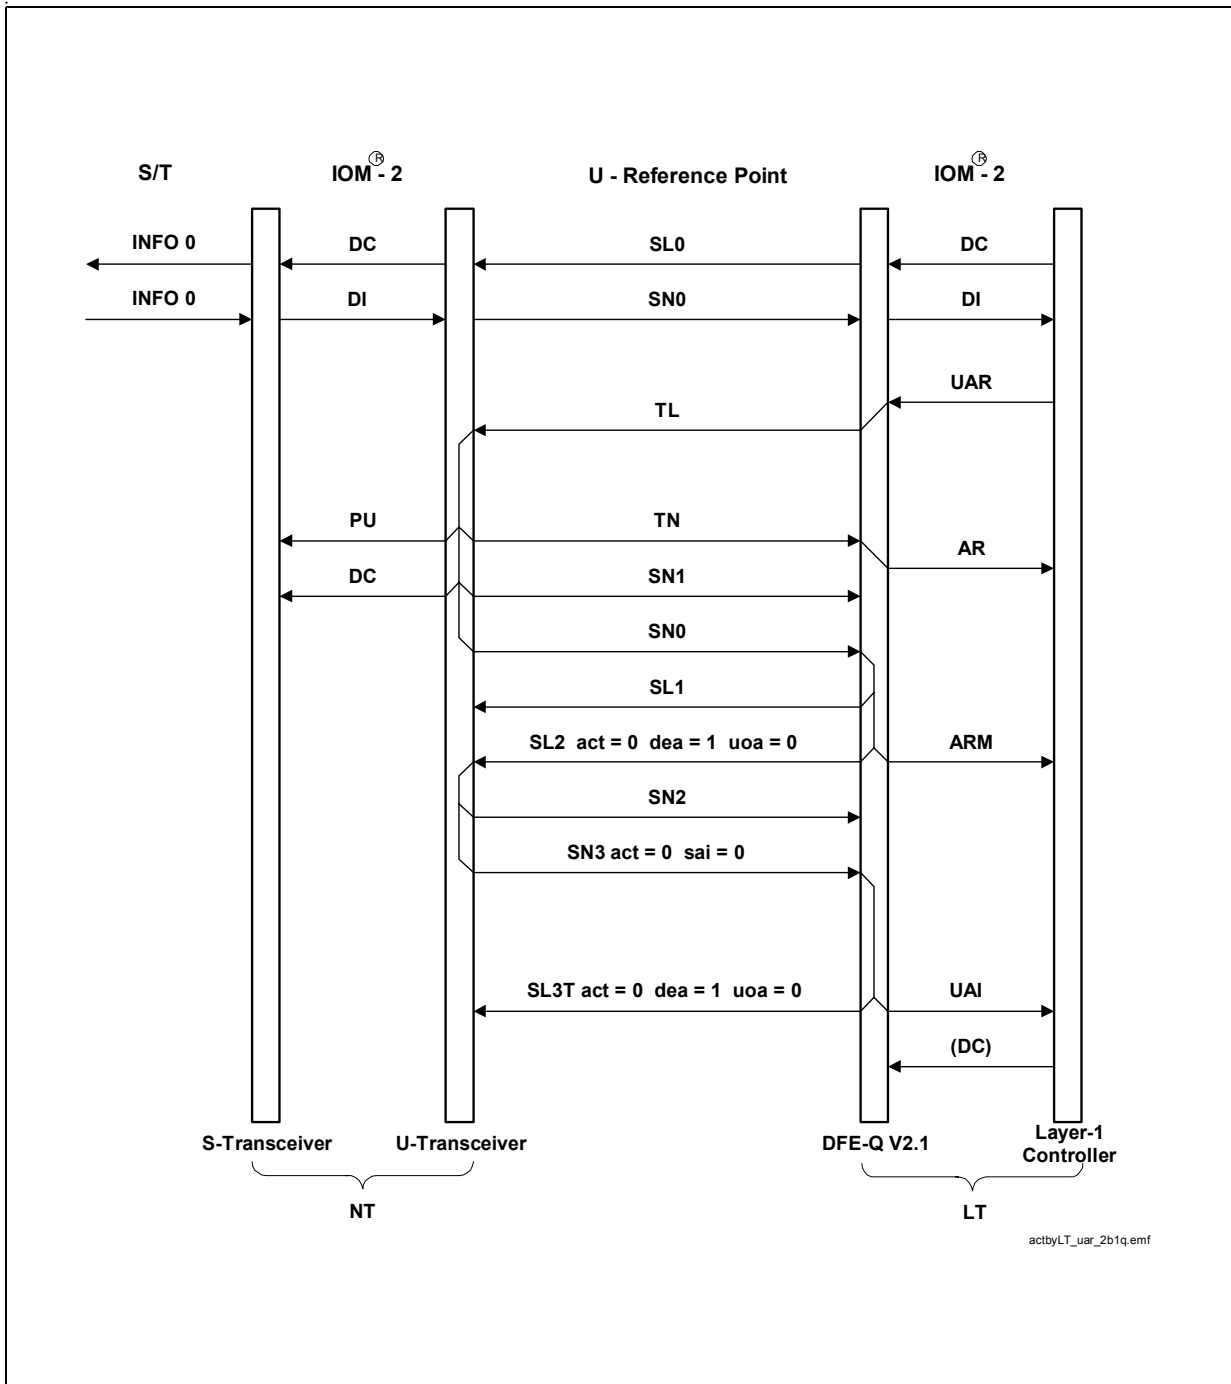 S/T IOM® - 2 U - Reference Point IOM® - 2
INFO 0 DC SL0 DC
INFO 0 DI SN0 DI
UAR
TL
PU TN
AR
DC SN1
SN0
SL1
SL2 act = 0 dea = 1 uoa = 0 ARM
SN2
SN3 act = 0 sai = 0
SL3T act = 0 dea = 1 uoa = 0 UAI
(DC)
S-Transceiver U-Transceiver DFE-Q V2.1 Layer-1
Controller
NT LT
actbyLT_uar_2b1q.emf